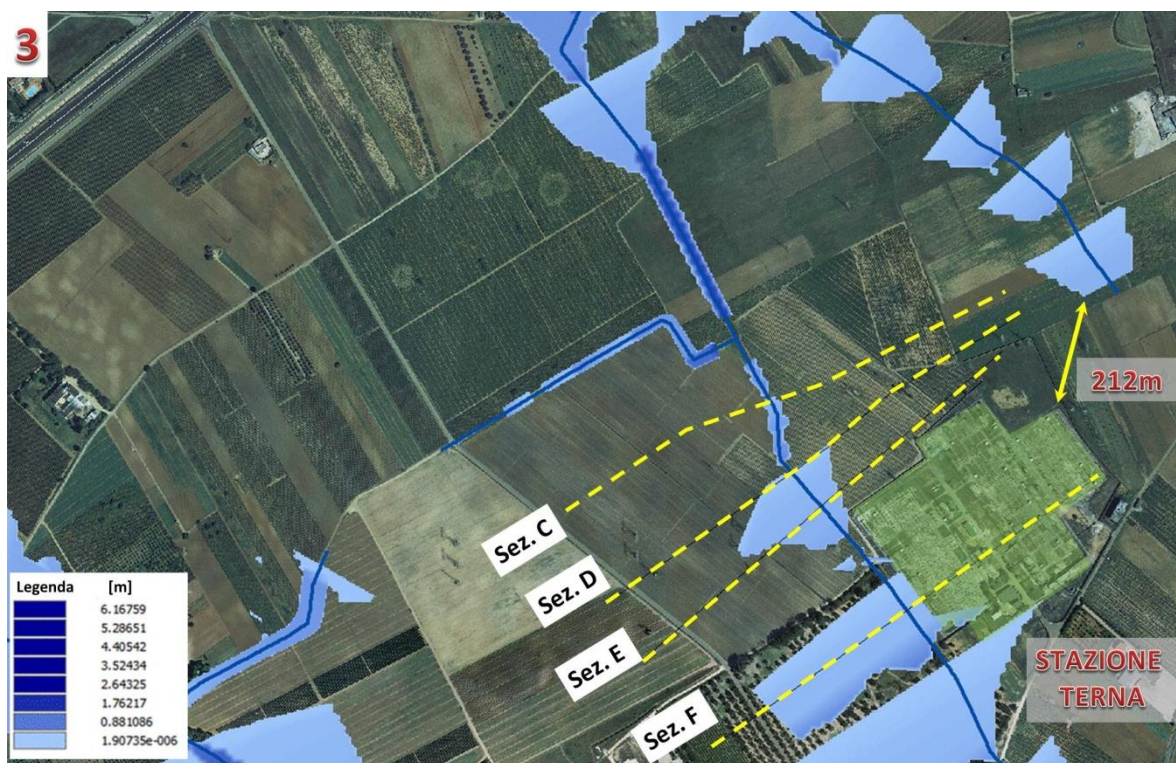 3
212m
Sez. C
Sez. D
Sez. E
Sez. F
STAZIONE
TERNA
Legenda [m]
6.16759
5.28651
4.40542
3.52434
2.64325
1.76217
0.881086
1.90735e-006